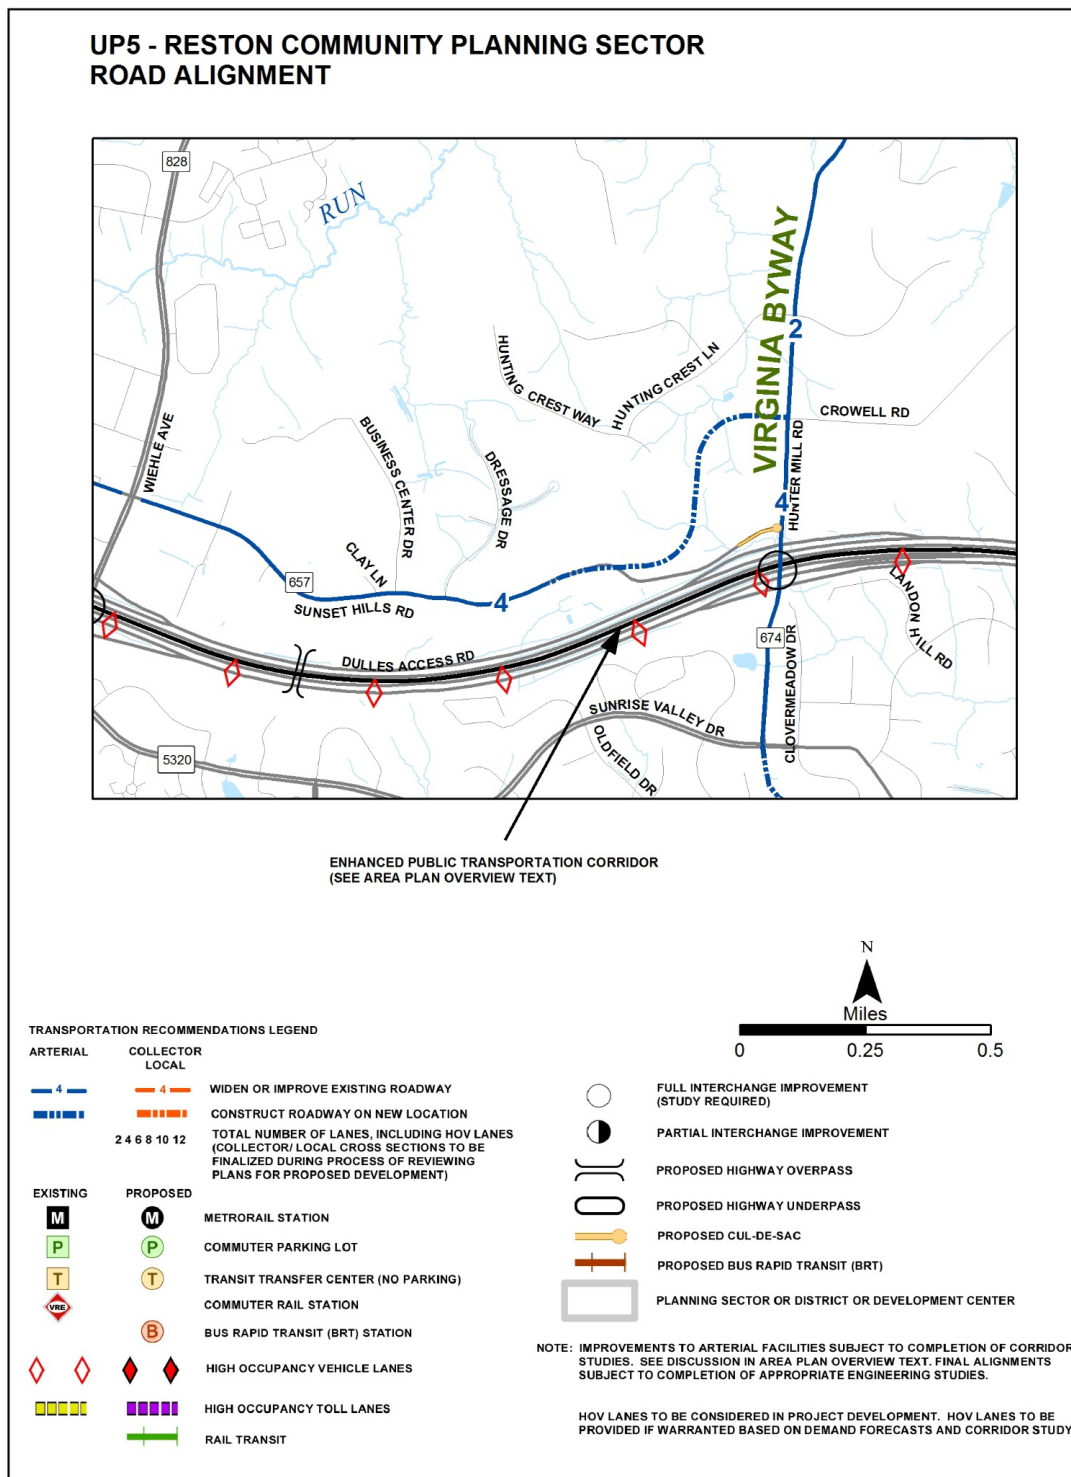 UP5 - RESTON COMMUNITY PLANNING SECTOR
ROAD ALIGNMENT
828
RUN
VIRGINIA BYWAY
2
HUNTING CREST WAY
HUNTING CREST LN
CROWELL RD
WIEHLE AVE
BUSINESS CENTER DR
DRESSAGE DR
HUNTER MILL RD
4
CLAY LN
657
SUNSET HILLS RD
4
LANDON HILL RD
674
CLOVERMEADOW DR
DULLES ACCESS RD
SUNRISE VALLEY DR
OLDFIELD DR
5320
ENHANCED PUBLIC TRANSPORTATION CORRIDOR
(SEE AREA PLAN OVERVIEW TEXT)
N
Miles
0 0.25 0.5
TRANSPORTATION RECOMMENDATIONS LEGEND
ARTERIAL
COLLECTOR
LOCAL
4 4 WIDEN OR IMPROVE EXISTING ROADWAY
CONSTRUCT ROADWAY ON NEW LOCATION
2 4 6 8 10 12 TOTAL NUMBER OF LANES, INCLUDING HOV LANES
(COLLECTOR/ LOCAL CROSS SECTIONS TO BE
FINALIZED DURING PROCESS OF REVIEWING
PLANS FOR PROPOSED DEVELOPMENT)
EXISTING PROPOSED
M M METRORAIL STATION
P P COMMUTER PARKING LOT
T T TRANSIT TRANSFER CENTER (NO PARKING)
VRE COMMUTER RAIL STATION
B BUS RAPID TRANSIT (BRT) STATION
HIGH OCCUPANCY VEHICLE LANES
HIGH OCCUPANCY TOLL LANES
RAIL TRANSIT
FULL INTERCHANGE IMPROVEMENT
(STUDY REQUIRED)
PARTIAL INTERCHANGE IMPROVEMENT
PROPOSED HIGHWAY OVERPASS
PROPOSED HIGHWAY UNDERPASS
PROPOSED CUL-DE-SAC
PROPOSED BUS RAPID TRANSIT (BRT)
PLANNING SECTOR OR DISTRICT OR DEVELOPMENT CENTER
NOTE: IMPROVEMENTS TO ARTERIAL FACILITIES SUBJECT TO COMPLETION OF CORRIDOR
STUDIES. SEE DISCUSSION IN AREA PLAN OVERVIEW TEXT. FINAL ALIGNMENTS
SUBJECT TO COMPLETION OF APPROPRIATE ENGINEERING STUDIES.
HOV LANES TO BE CONSIDERED IN PROJECT DEVELOPMENT. HOV LANES TO BE
PROVIDED IF WARRANTED BASED ON DEMAND FORECASTS AND CORRIDOR STUDY